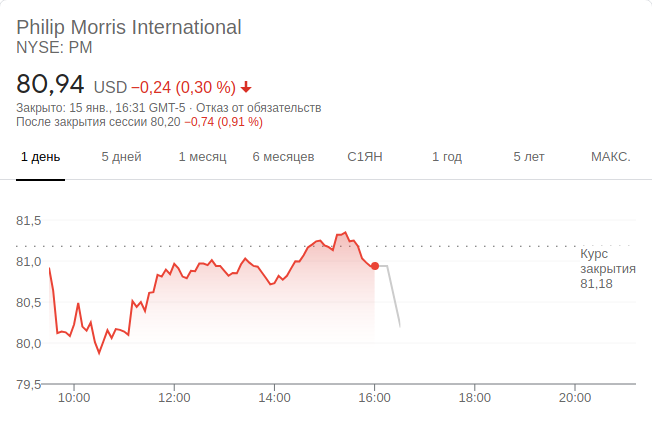 Philip Morris International
NYSE: PM
80,94 USD −0,24 (0,30 %)
Закрыто: 15 янв., 16:31 GMT-5 · Отказ от обязательств
После закрытия сессии 80,20 −0,74 (0,91 %)
1 день 5 дней 1 месяц 6 месяцев С1ЯН 1 год 5 лет МАКС.
81,5
81,0
80,5
80,0
79,5
Курс
закрытия
81,18
10:00 12:00 14:00 16:00 18:00 20:00